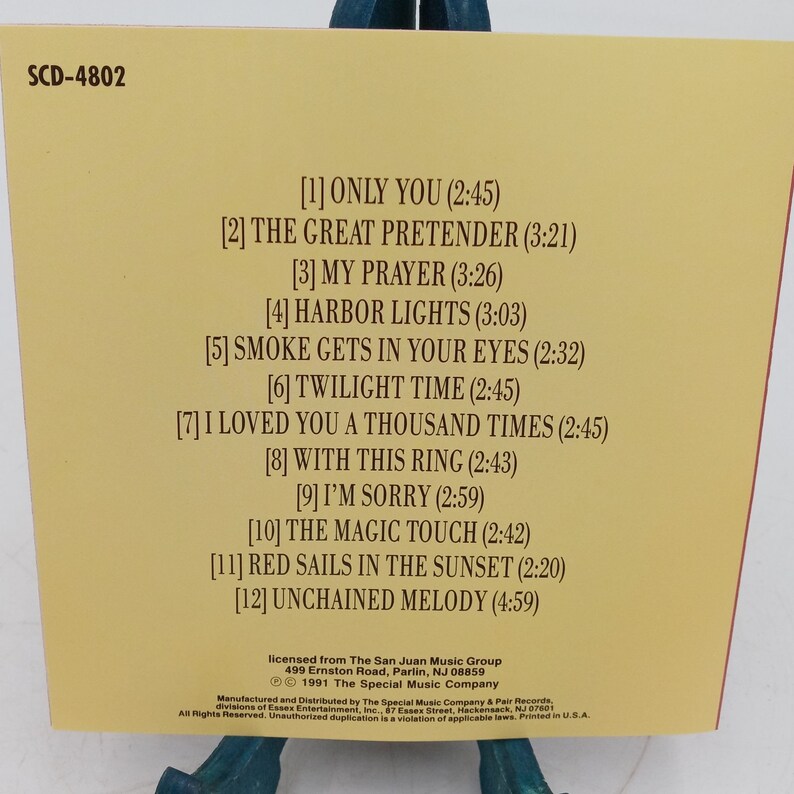 SCD-4802
[1] ONLY YOU (2:45)
[2] THE GREAT PRETENDER (3:21)
[3] MY PRAYER (3:26)
[4] HARBOR LIGHTS (3:03)
[5] SMOKE GETS IN YOUR EYES (2:32)
[6] TWILIGHT TIME (2:45)
[7] I LOVED YOU A THOUSAND TIMES (2:45)
[8] WITH THIS RING (2:43)
[9] I'M SORRY (2:59)
[10] THE MAGIC TOUCH (2:42)
[11] RED SAILS IN THE SUNSET (2:20)
[12] UNCHAINED MELODY (4:59)
licensed from The San Juan Music Group
499 Ernston Road, Parlin, NJ 08859
℗ © 1991 The Special Music Company
Manufactured and Distributed by The Special Music Company & Pair Records,
divisions of Essex Entertainment, Inc., 87 Essex Street, Hackensack, NJ 07601
All Rights Reserved. Unauthorized duplication is a violation of applicable laws. Printed in U.S.A.